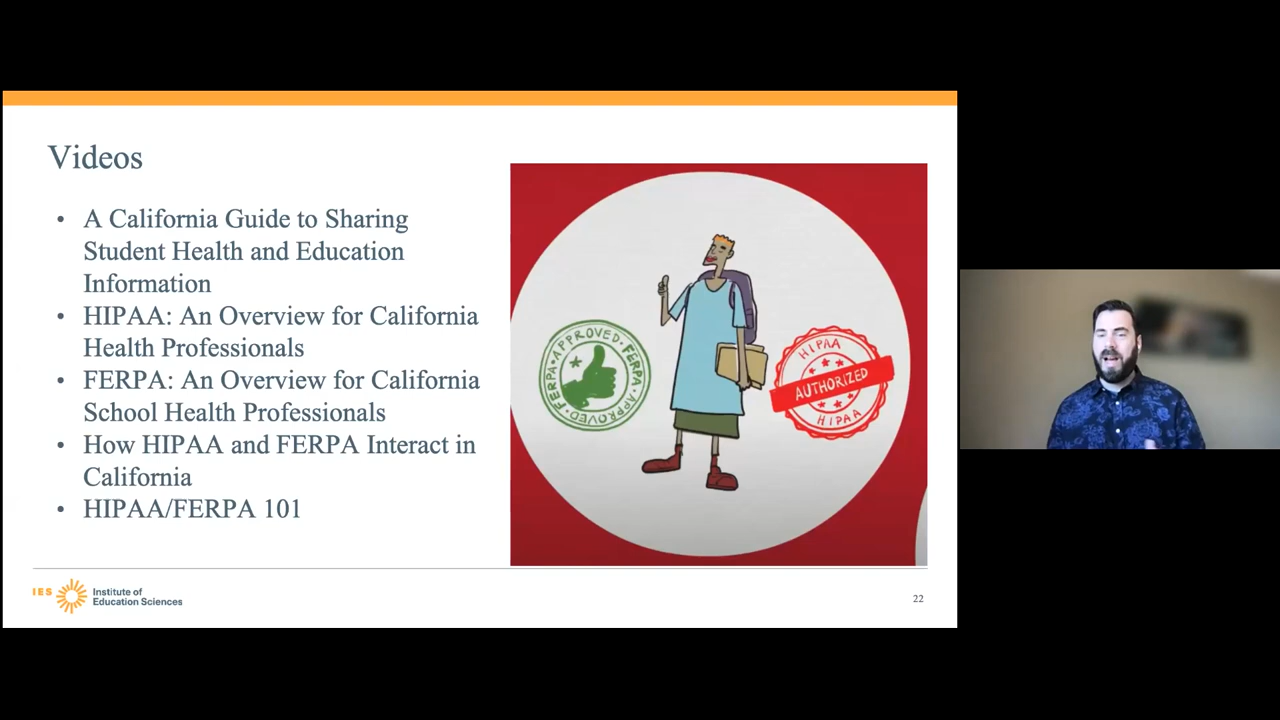 Videos
• A California Guide to Sharing
Student Health and Education
Information
• HIPAA: An Overview for California
Health Professionals
• FERPA: An Overview for California
School Health Professionals
• How HIPAA and FERPA Interact in
California
• HIPAA/FERPA 101
FERPA • APPROVED • FERPA • APPROVED •
HIPAA
AUTHORIZED
HIPAA
IES
Institute of
Education Sciences
22